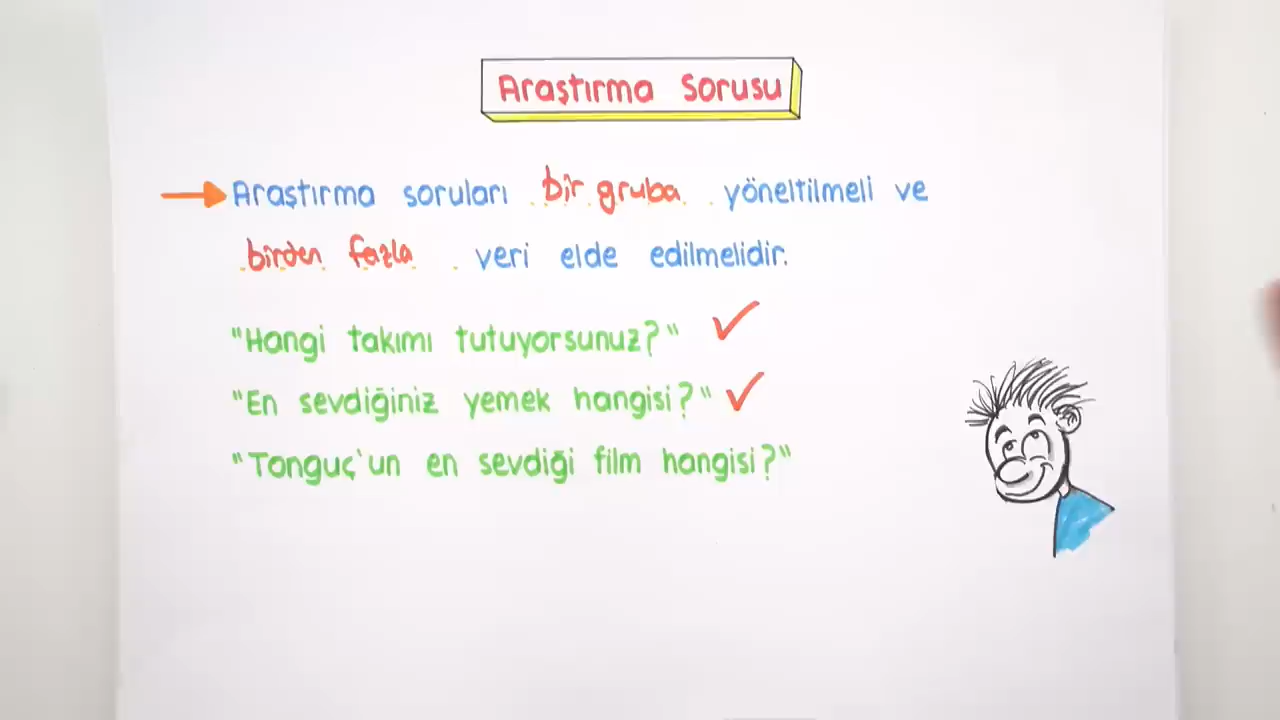 Araştırma Sorusu
Araştırma soruları bir gruba yöneltilmeli ve
birden fazla veri elde edilmelidir.
"Hangi takımı tutuyorsunuz?"
"En sevdiğiniz yemek hangisi?"
"Tonguç'un en sevdiği film hangisi?"